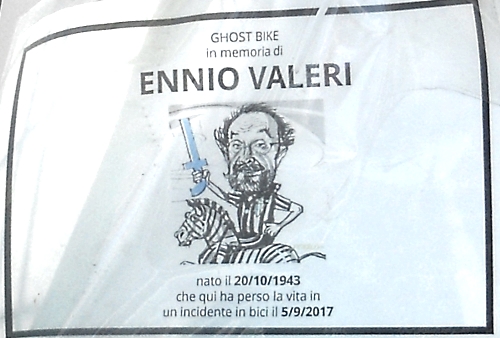 GHOST BIKE
in memoria di
ENNIO VALERI
nato il 20/10/1943
che qui ha perso la vita in
un incidente in bici il 5/9/2017